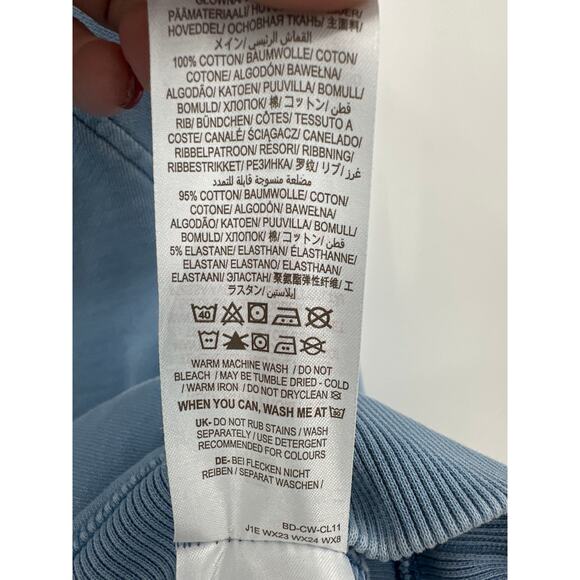 PÄÄMATERIAALI/ HUVUDMATERIAL/
HOVEDDEL/ ОСНОВНАЯ ТКАНЬ/ 主面料/
メイン/ القماش الرئيسي
100% COTTON/ BAUMWOLLE/ COTON/
COTONE/ ALGODÓN/ BAWEŁNA/
ALGODÃO/ KATOEN/ PUUVILLA/ BOMULL/
BOMULD/ ХЛОПОК/ 棉/ コットン/ قطن
RIB/ BÜNDCHEN/ CÔTES/ TESSUTO A
COSTE/ CANALÉ/ ŚCIĄGACZ/ CANELADO/
RIBBELPATROON/ RESORI/ RIBBNING/
RIBBESTRIKKET/ РЕЗИНКА/ 罗纹/ リブ/ غرز
مضلعة منسوجة قابلة للتمدد
95% COTTON/ BAUMWOLLE/ COTON/
COTONE/ ALGODÓN/ BAWEŁNA/
ALGODÃO/ KATOEN/ PUUVILLA/ BOMULL/
BOMULD/ ХЛОПОК/ 棉/ コットン/ قطن
5% ELASTANE/ ELASTHAN/ ÉLASTHANNE/
ELASTAN/ ELASTANO/ ELASTHAAN/
ELASTAANI/ ЭЛАСТАН/ 聚氨酯弹性纤维/ エ
ラスタン/ إيلاستين
40
WARM MACHINE WASH / DO NOT
BLEACH / MAY BE TUMBLE DRIED - COLD
/ WARM IRON / DO NOT DRYCLEAN
WHEN YOU CAN, WASH ME AT 30
UK- DO NOT RUB STAINS / WASH
SEPARATELY / USE DETERGENT
RECOMMENDED FOR COLOURS
DE- BEI FLECKEN NICHT
REIBEN / SEPARAT WASCHEN /
BD-CW-CL11
J1E WX23 WX24 WX8